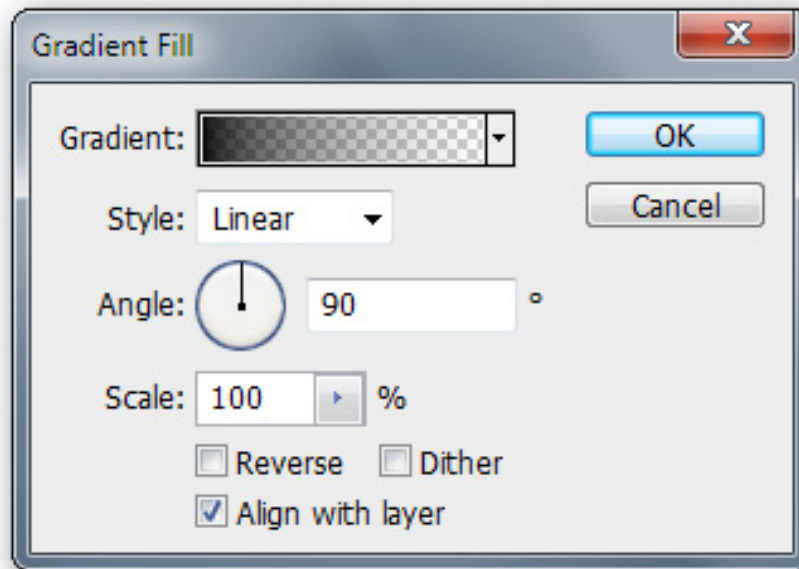 Gradient Fill
Gradient: OK
Cancel
Style: Linear
Angle: 90 °
Scale: 100 %
Reverse Dither
Align with layer